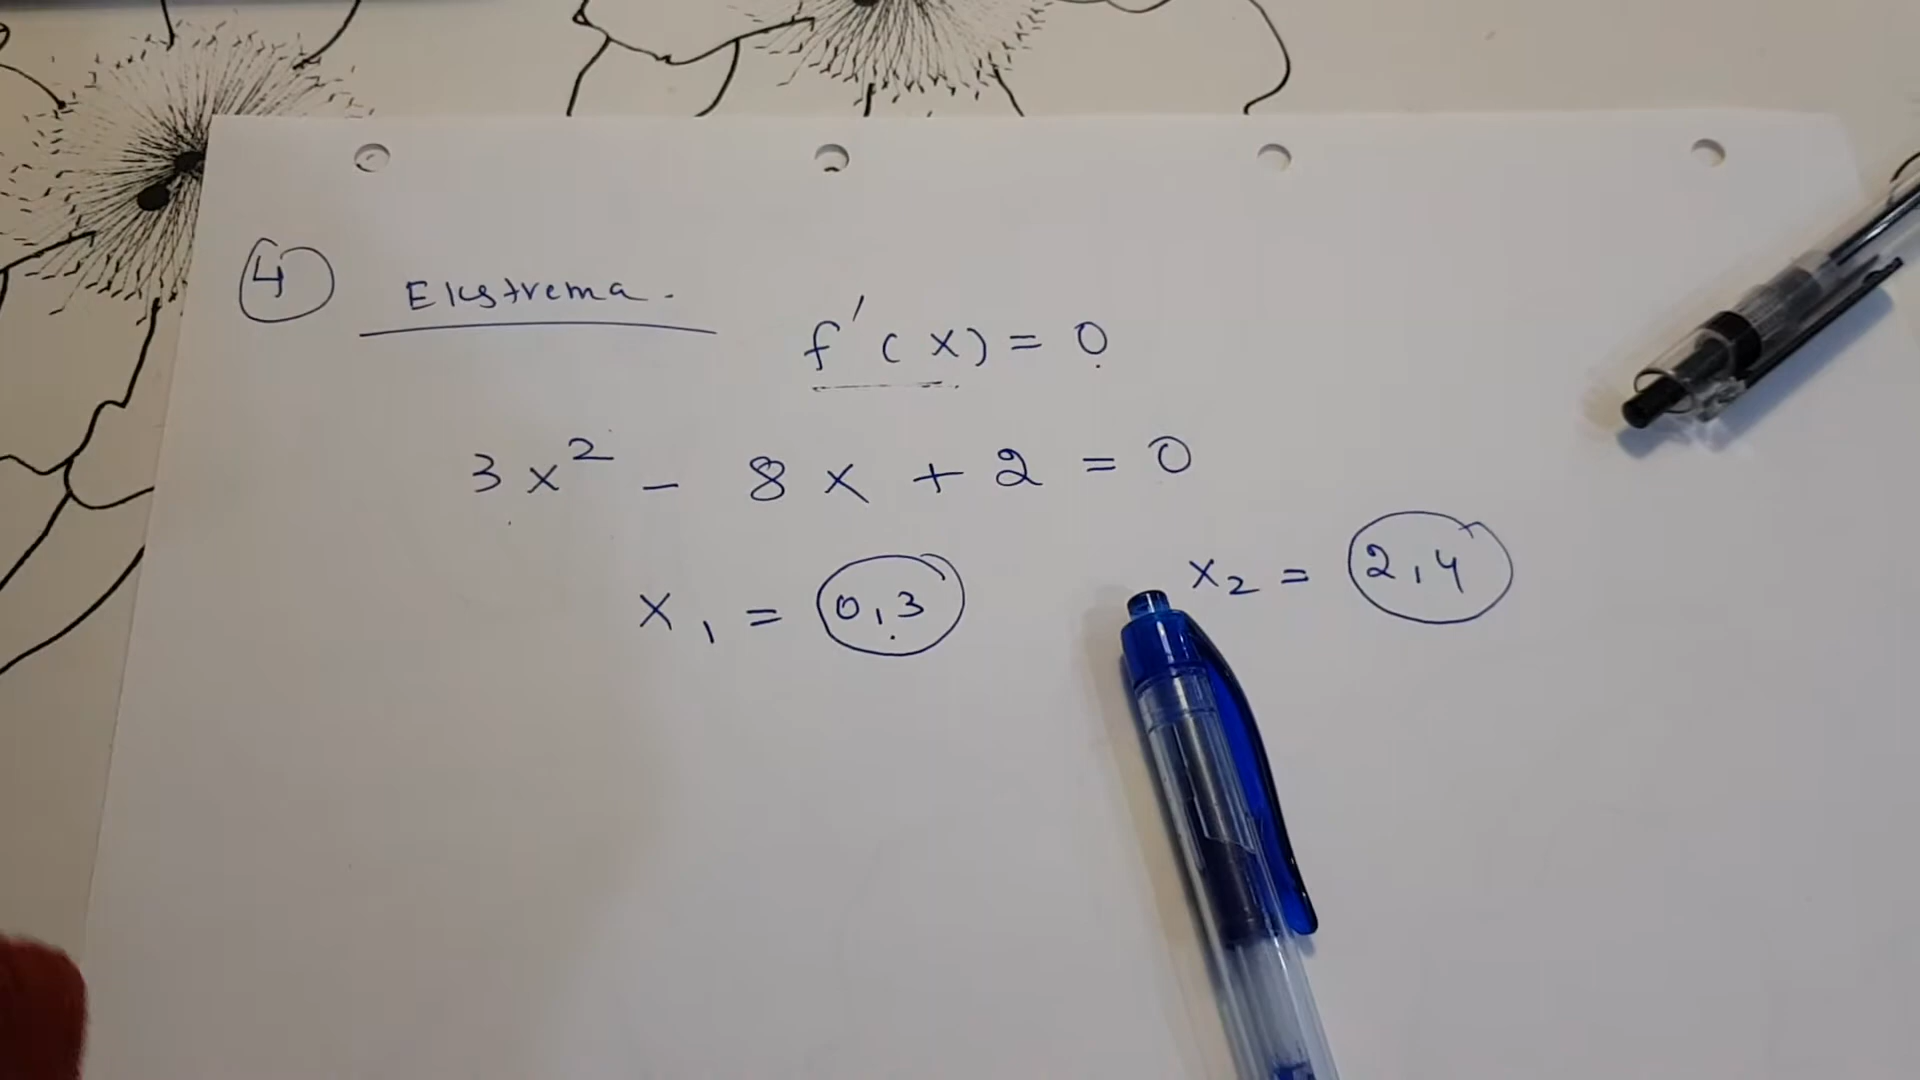 4 Ekstrema.
f'(x) = 0
3x² - 8x + 2 = 0
x₁ = 0,3 x₂ = 2,4